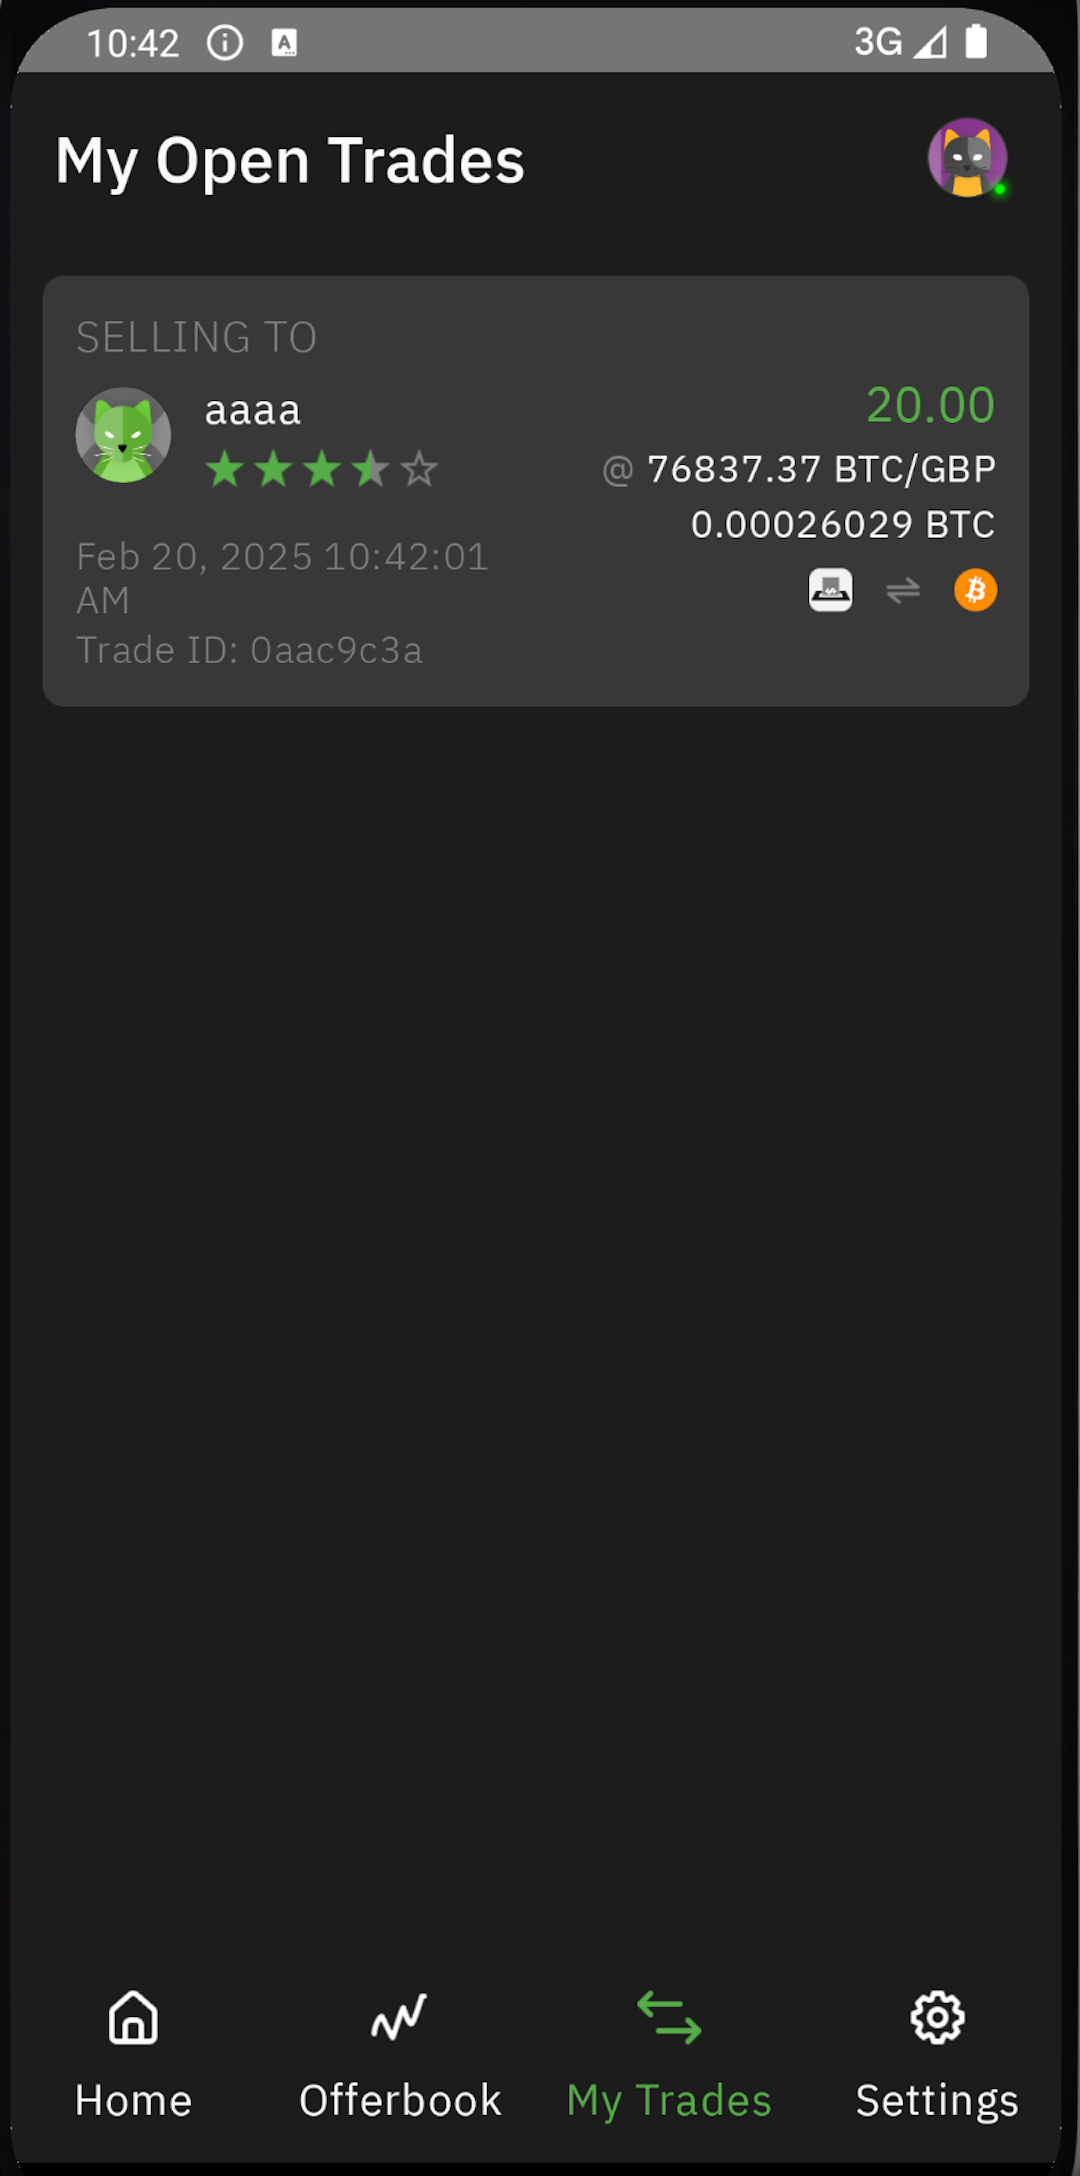 10:42
3G
My Open Trades
SELLING TO
aaaa
20.00
@ 76837.37 BTC/GBP
0.00026029 BTC
Feb 20, 2025 10:42:01
AM
Trade ID: 0aac9c3a
Home
Offerbook
My Trades
Settings